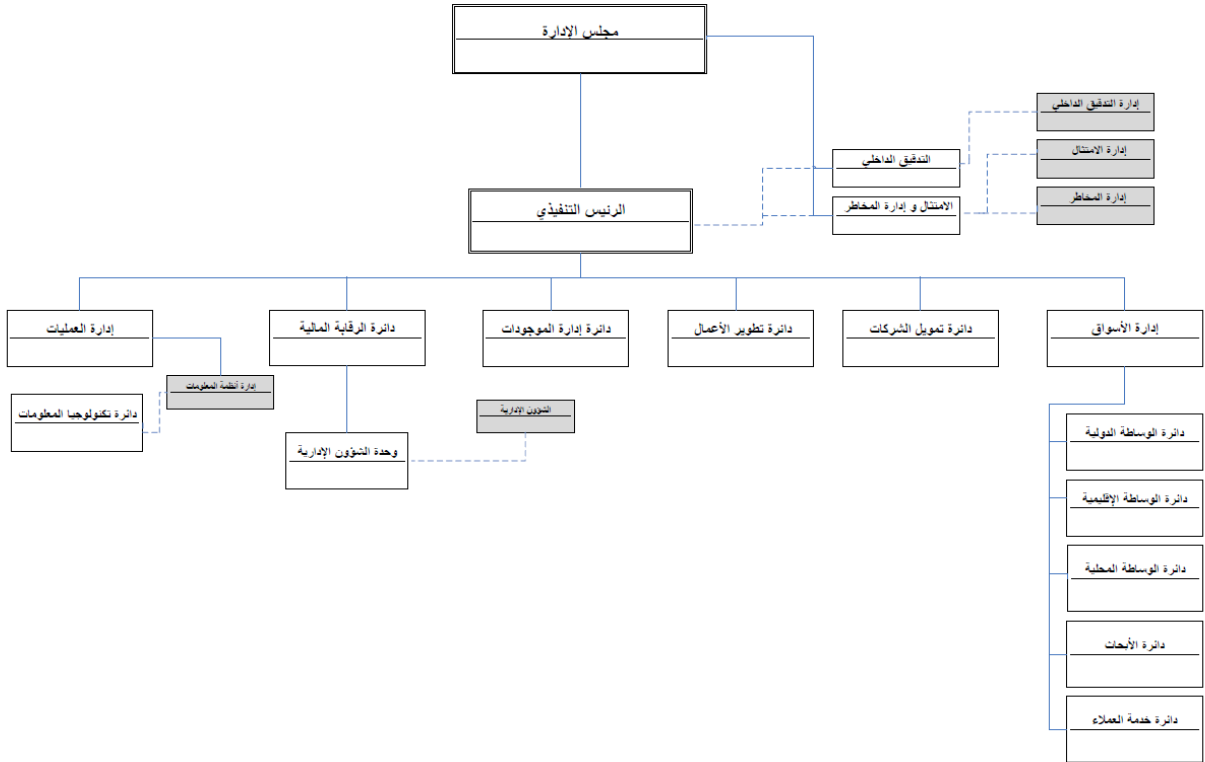 مجلس الإدارة
إدارة التدقيق الداخلي
التدقيق الداخلي
إدارة الامتثال
الامتثال و إدارة المخاطر
إدارة المخاطر
الرئيس التنفيذي
إدارة الأسواق
دائرة تمويل الشركات
دائرة تطوير الأعمال
دائرة إدارة الموجودات
دائرة الرقابة المالية
إدارة العمليات
إدارة أنظمة المعلومات
دائرة تكنولوجيا المعلومات
الشؤون الإدارية
وحدة الشؤون الإدارية
دائرة الوساطة الدولية
دائرة الوساطة الإقليمية
دائرة الوساطة المحلية
دائرة الأبحاث
دائرة خدمة العملاء